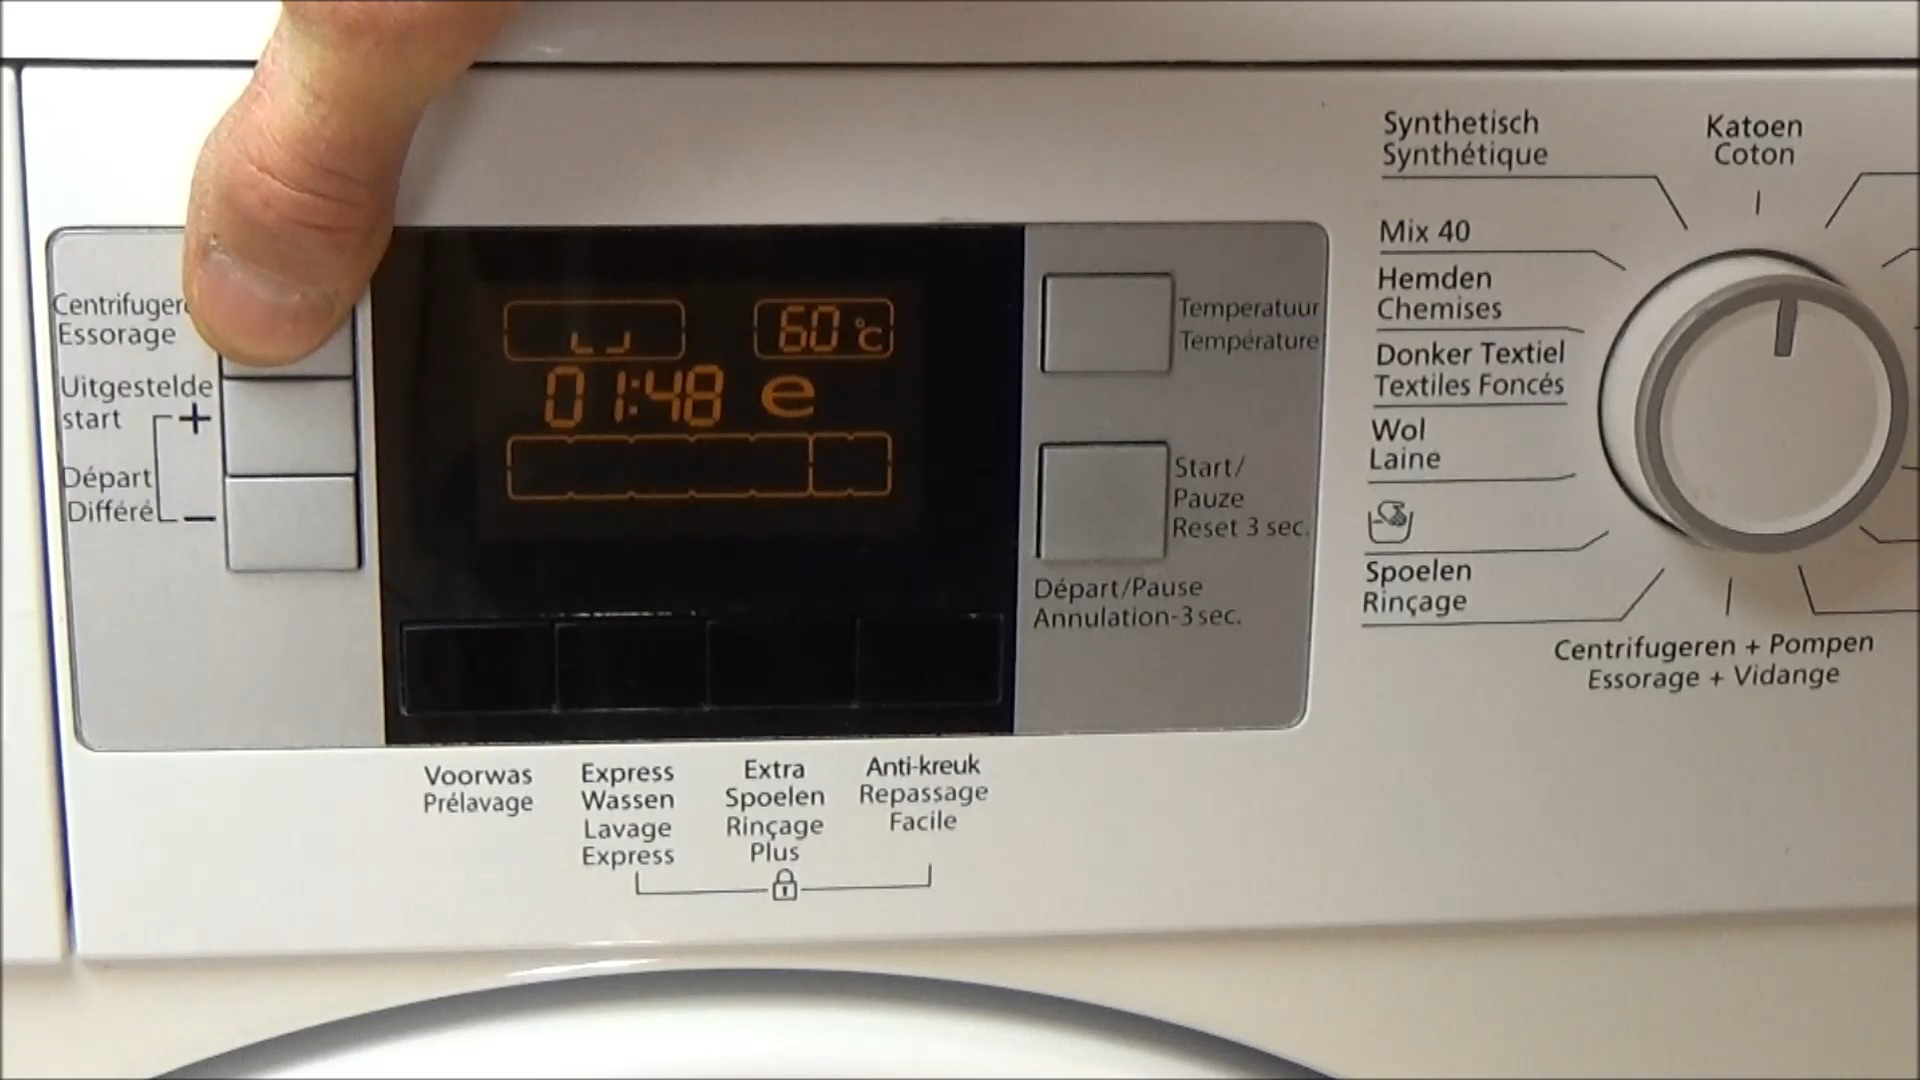 Centrifugeren
Essorage
Uitgestelde
start
+
Départ
Différé
−
60 °C
01:48 e
Temperatuur
Température
Start/
Pauze
Reset 3 sec.
Départ/Pause
Annulation-3 sec.
Voorwas
Prélavage
Express
Wassen
Lavage
Express
Extra
Spoelen
Rinçage
Plus
Anti-kreuk
Repassage
Facile
Synthetisch
Synthétique
Katoen
Coton
Mix 40
Hemden
Chemises
Donker Textiel
Textiles Foncés
Wol
Laine
Spoelen
Rinçage
Centrifugeren + Pompen
Essorage + Vidange